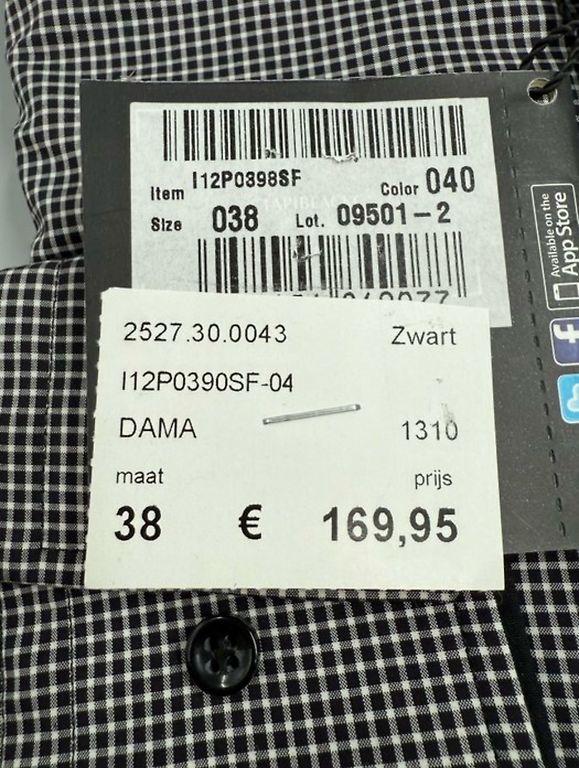 Item I12P0398SF Color 040
Size 038 Lot. 09501-2
2527.30.0043 Zwart
I12P0390SF-04
DAMA 1310
maat prijs
38 € 169,95
Available on the
App Store